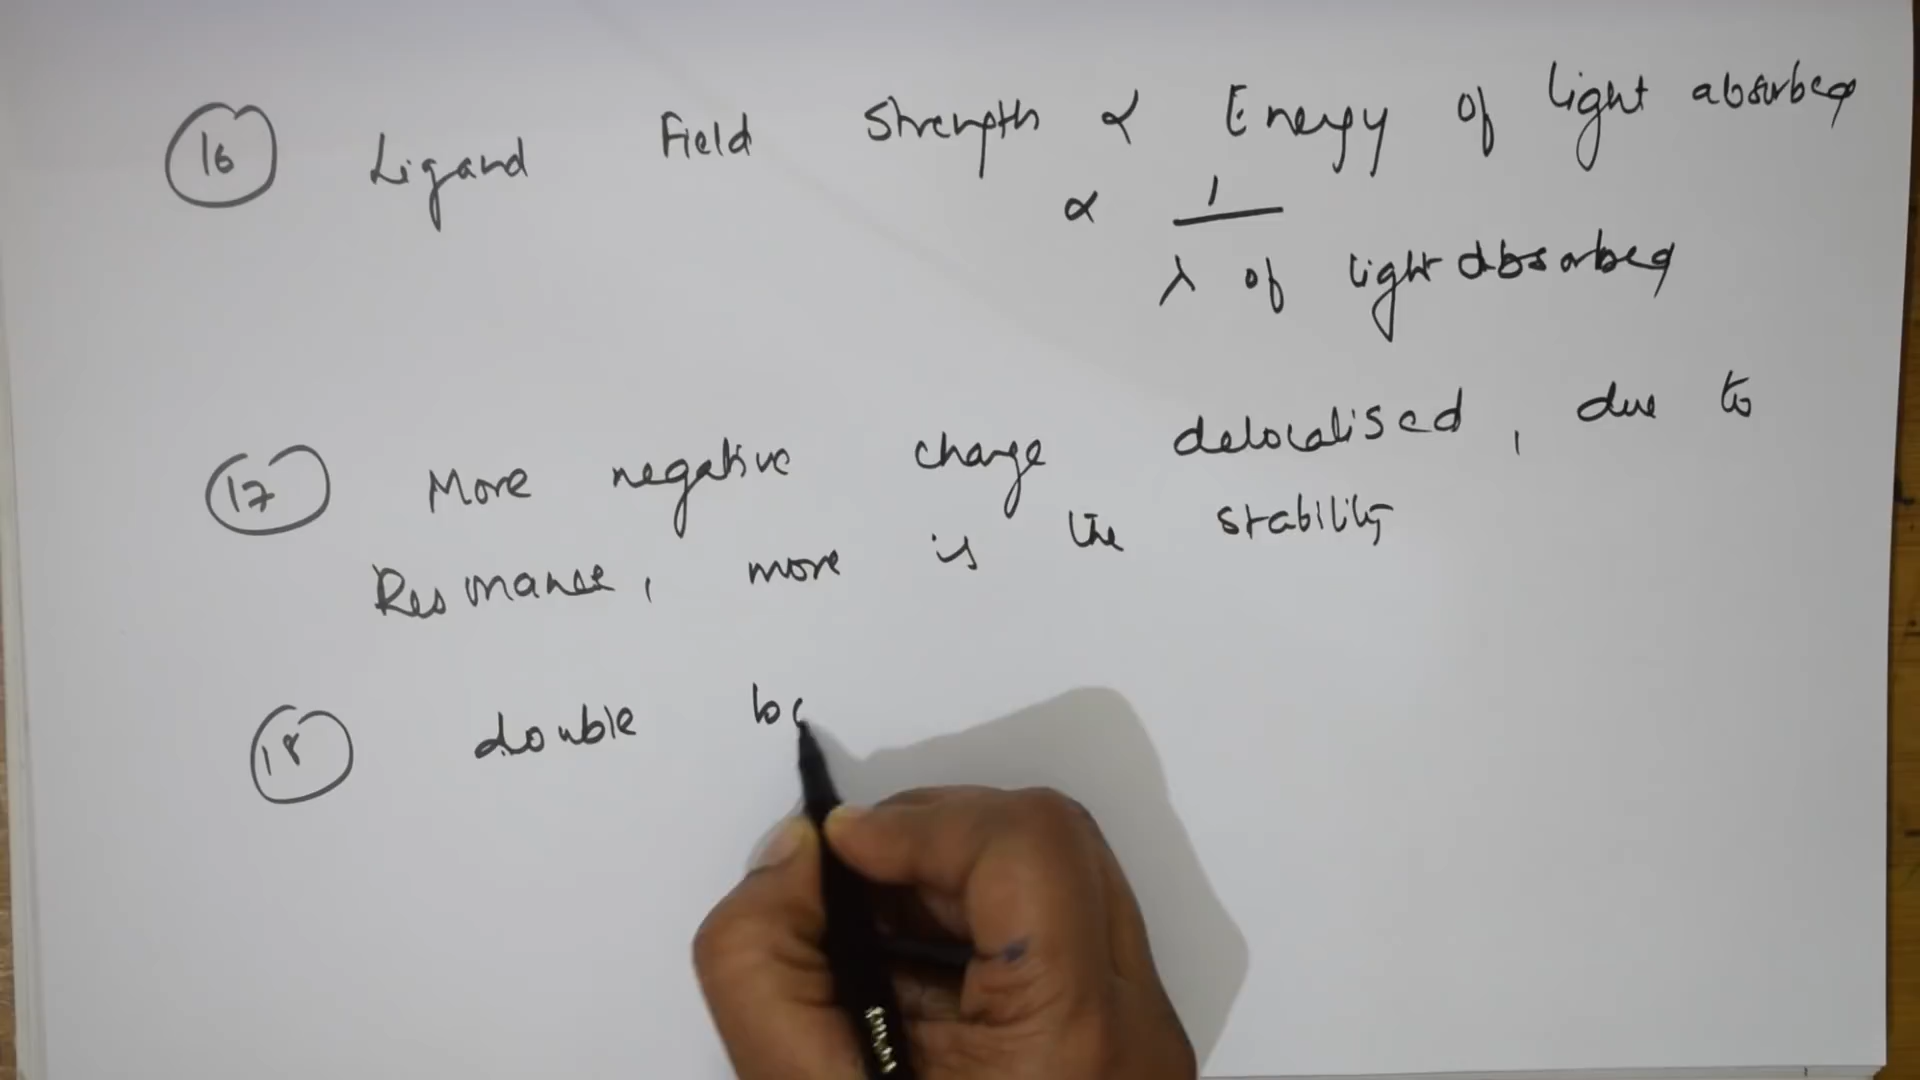 16 Ligand Field Strength ∝ Energy of light absorbed
∝ 1
λ of light absorbed
17 More negative charge delocalised, due to
Resonance, more is the stability
18 double bo